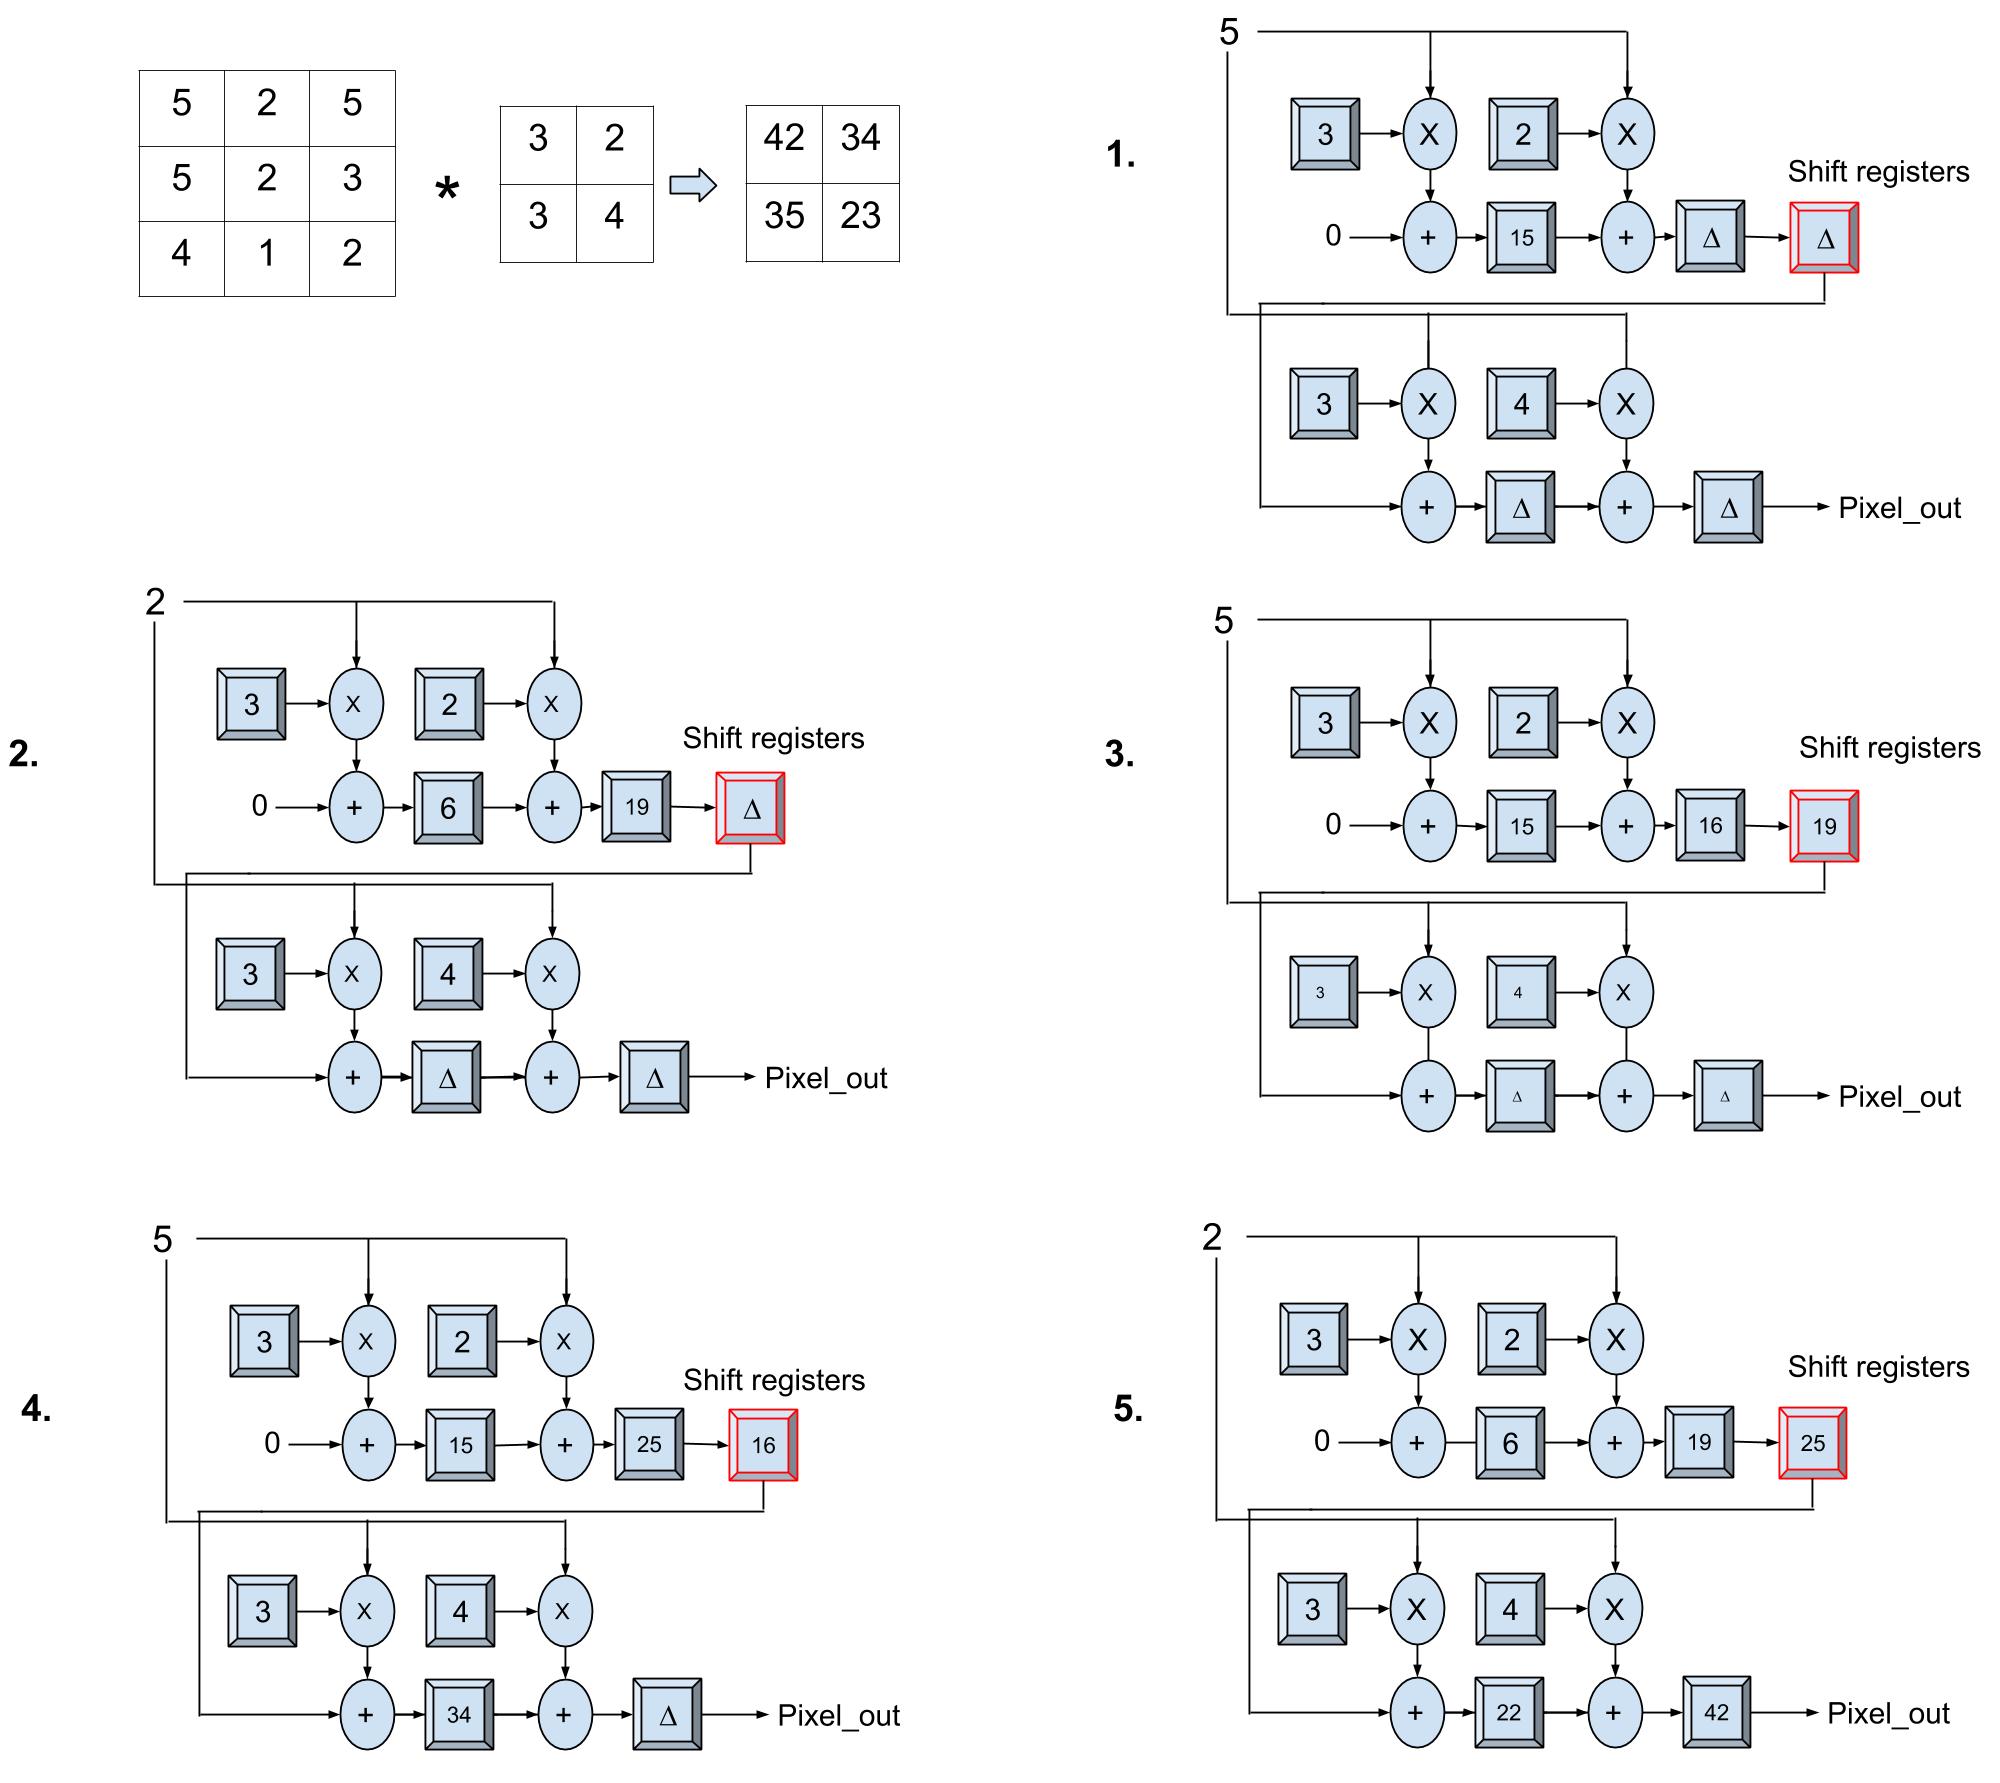 5 2 5
5 2 3
4 1 2
*
3 2
3 4
42 34
35 23
1.
5
3 X 2 X
Shift registers
0 + 15 + Δ Δ
3 X 4 X
+ Δ + Δ Pixel_out
2.
2
3 X 2 X
Shift registers
0 + 6 + 19 Δ
3 X 4 X
+ Δ + Δ Pixel_out
3.
5
3 X 2 X
Shift registers
0 + 15 + 16 19
3 X 4 X
+ Δ + Δ Pixel_out
4.
5
3 X 2 X
Shift registers
0 + 15 + 25 16
3 X 4 X
+ 34 + Δ Pixel_out
5.
2
3 X 2 X
Shift registers
0 + 6 + 19 25
3 X 4 X
+ 22 + 42 Pixel_out